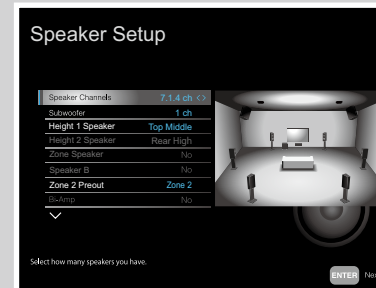 Speaker Setup
Speaker Channels 7.1.4 ch <>
Subwoofer 1 ch
Height 1 Speaker Top Middle
Height 2 Speaker Rear High
Zone Speaker No
Speaker B No
Zone 2 Preout Zone 2
Bi-Amp No
Select how many speakers you have.
ENTER